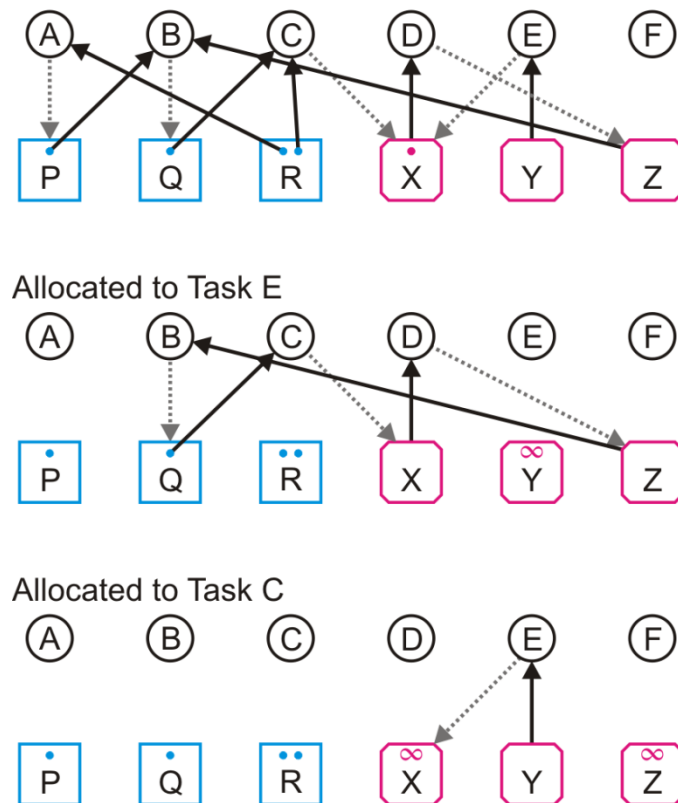 A B C D E F
P Q R X Y Z
Allocated to Task E
A B C D E F
∞
P Q R X Y Z
Allocated to Task C
A B C D E F
∞ ∞
P Q R X Y Z